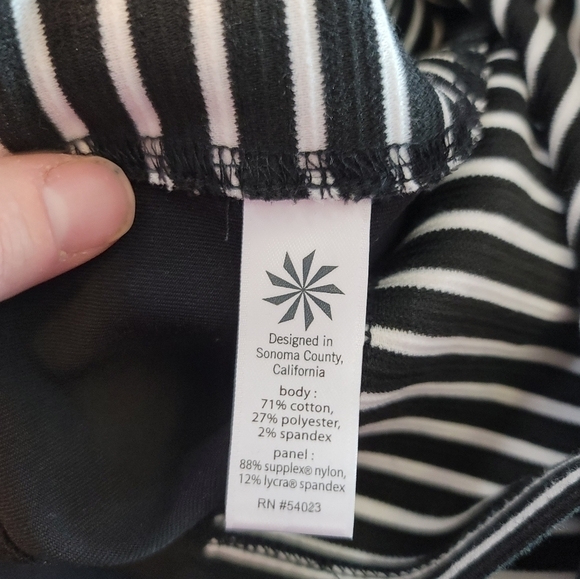 Designed in
Sonoma County,
California
body :
71% cotton,
27% polyester,
2% spandex
panel :
88% supplex® nylon,
12% lycra® spandex
RN #54023